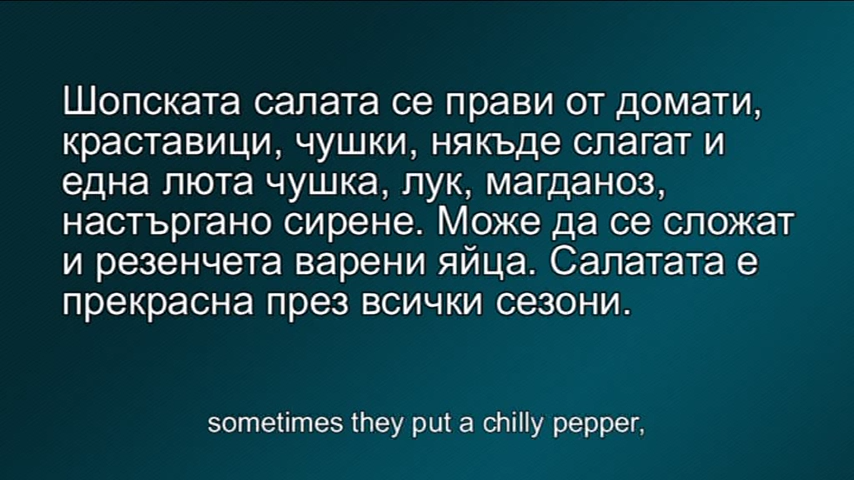 Шопската салата се прави от домати,
краставици, чушки, някъде слагат и
една люта чушка, лук, магданоз,
настъргано сирене. Може да се сложат
и резенчета варени яйца. Салатата е
прекрасна през всички сезони.
sometimes they put a chilly pepper,